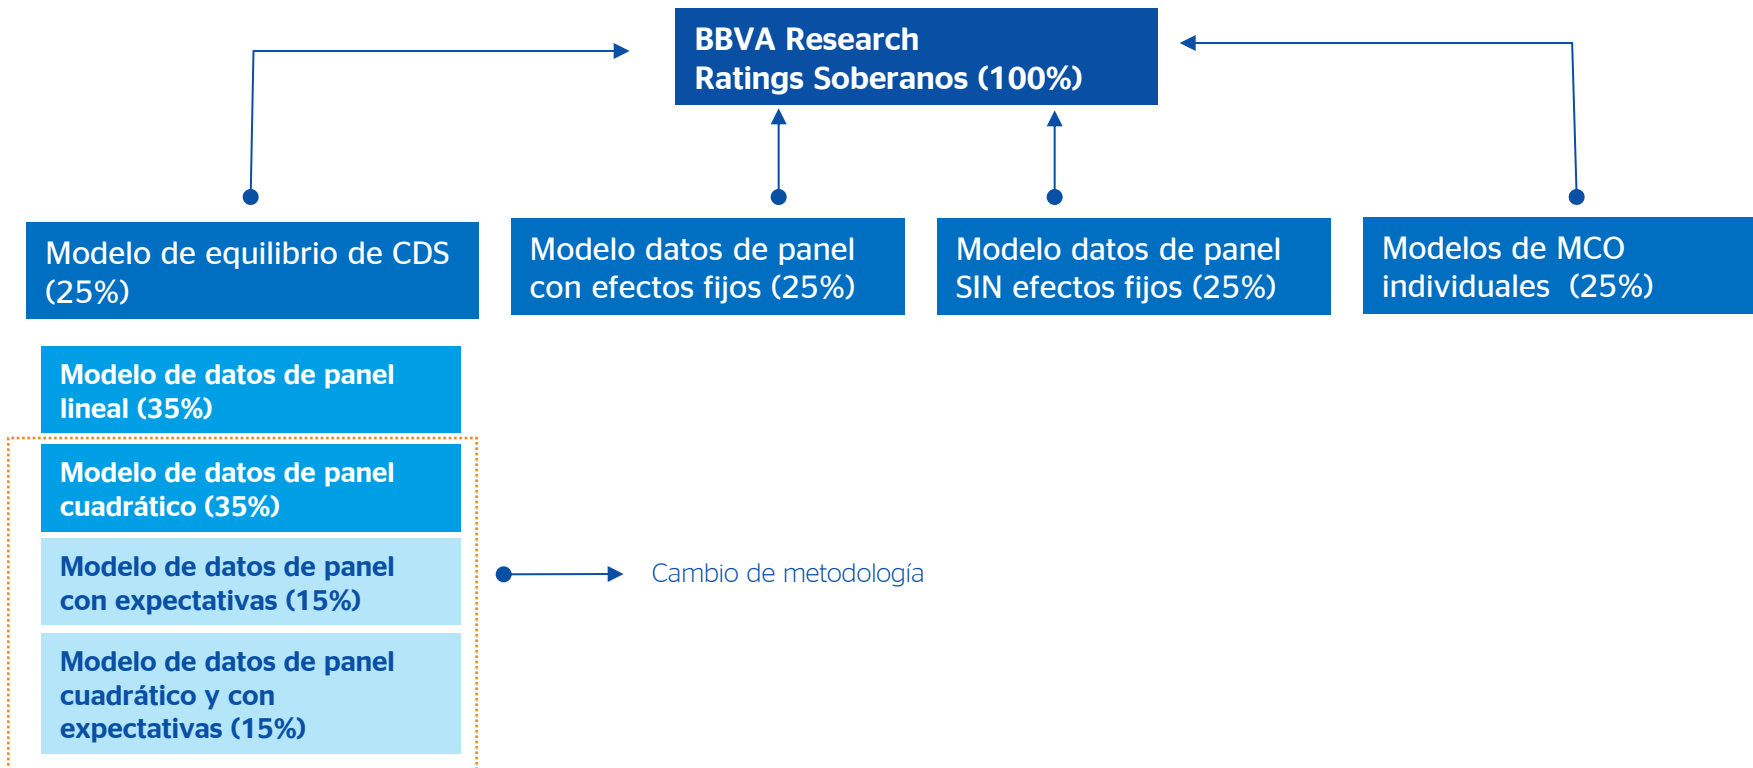 BBVA Research
Ratings Soberanos (100%)
Modelo de equilibrio de CDS
(25%)
Modelo datos de panel
con efectos fijos (25%)
Modelo datos de panel
SIN efectos fijos (25%)
Modelos de MCO
individuales (25%)
Modelo de datos de panel
lineal (35%)
Modelo de datos de panel
cuadrático (35%)
Modelo de datos de panel
con expectativas (15%)
Cambio de metodología
Modelo de datos de panel
cuadrático y con
expectativas (15%)